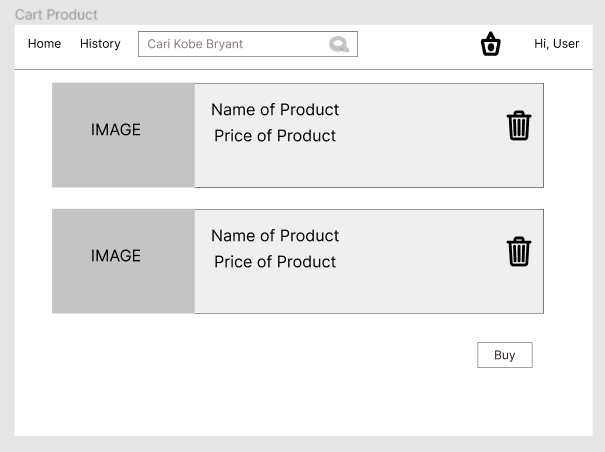 Cart Product
Home
History
Cari Kobe Bryant
Hi, User
IMAGE
Name of Product
Price of Product
IMAGE
Name of Product
Price of Product
Buy